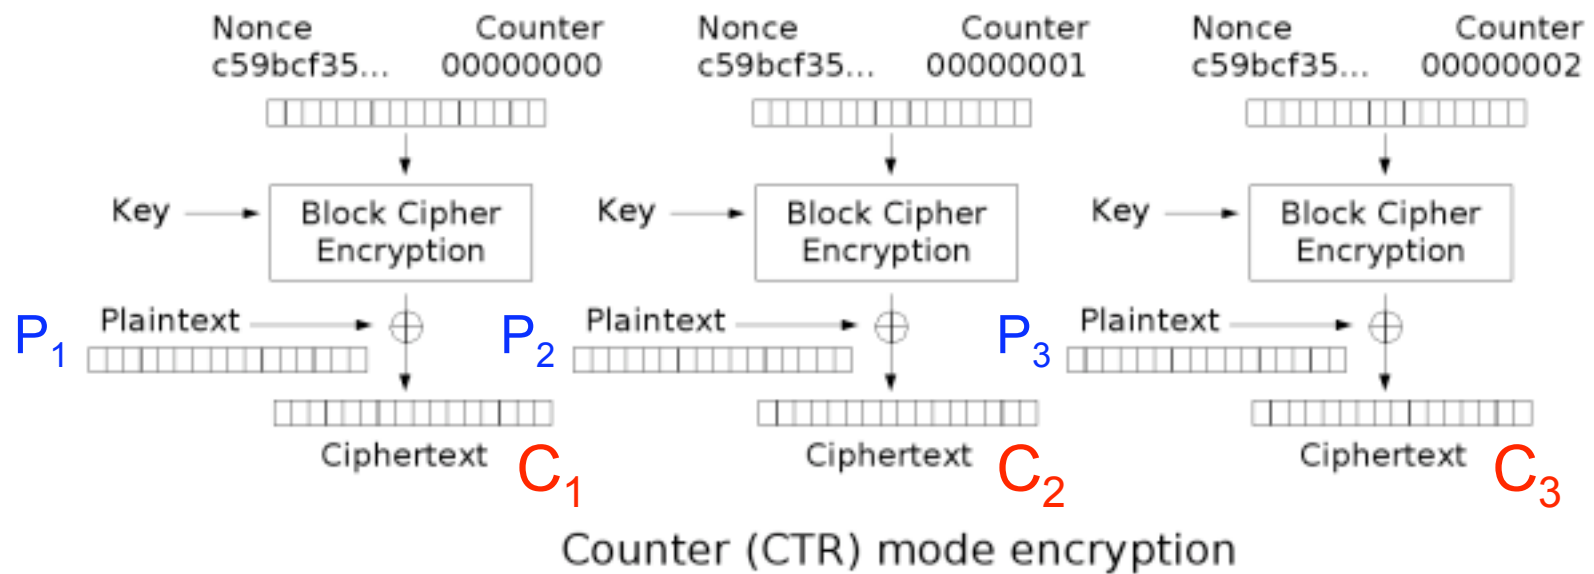 Nonce Counter Nonce Counter Nonce Counter
c59bcf35... 00000000 c59bcf35... 00000001 c59bcf35... 00000002
Key Block Cipher Encryption Key Block Cipher Encryption Key Block Cipher Encryption
P1 Plaintext P2 Plaintext P3 Plaintext
Ciphertext C1 Ciphertext C2 Ciphertext C3
Counter (CTR) mode encryption